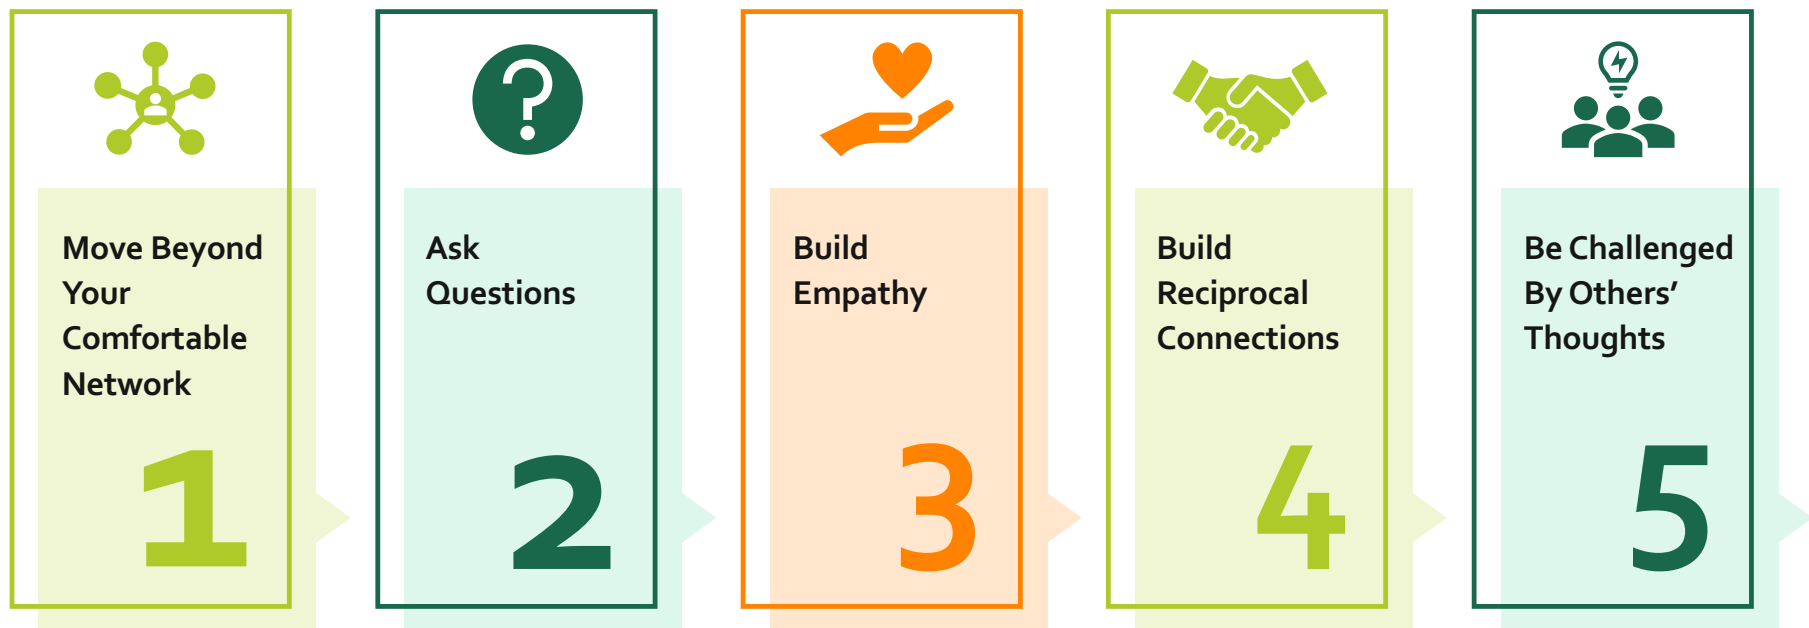 Move Beyond
Your
Comfortable
Network
1
Ask
Questions
2
Build
Empathy
3
Build
Reciprocal
Connections
4
Be Challenged
By Others’
Thoughts
5